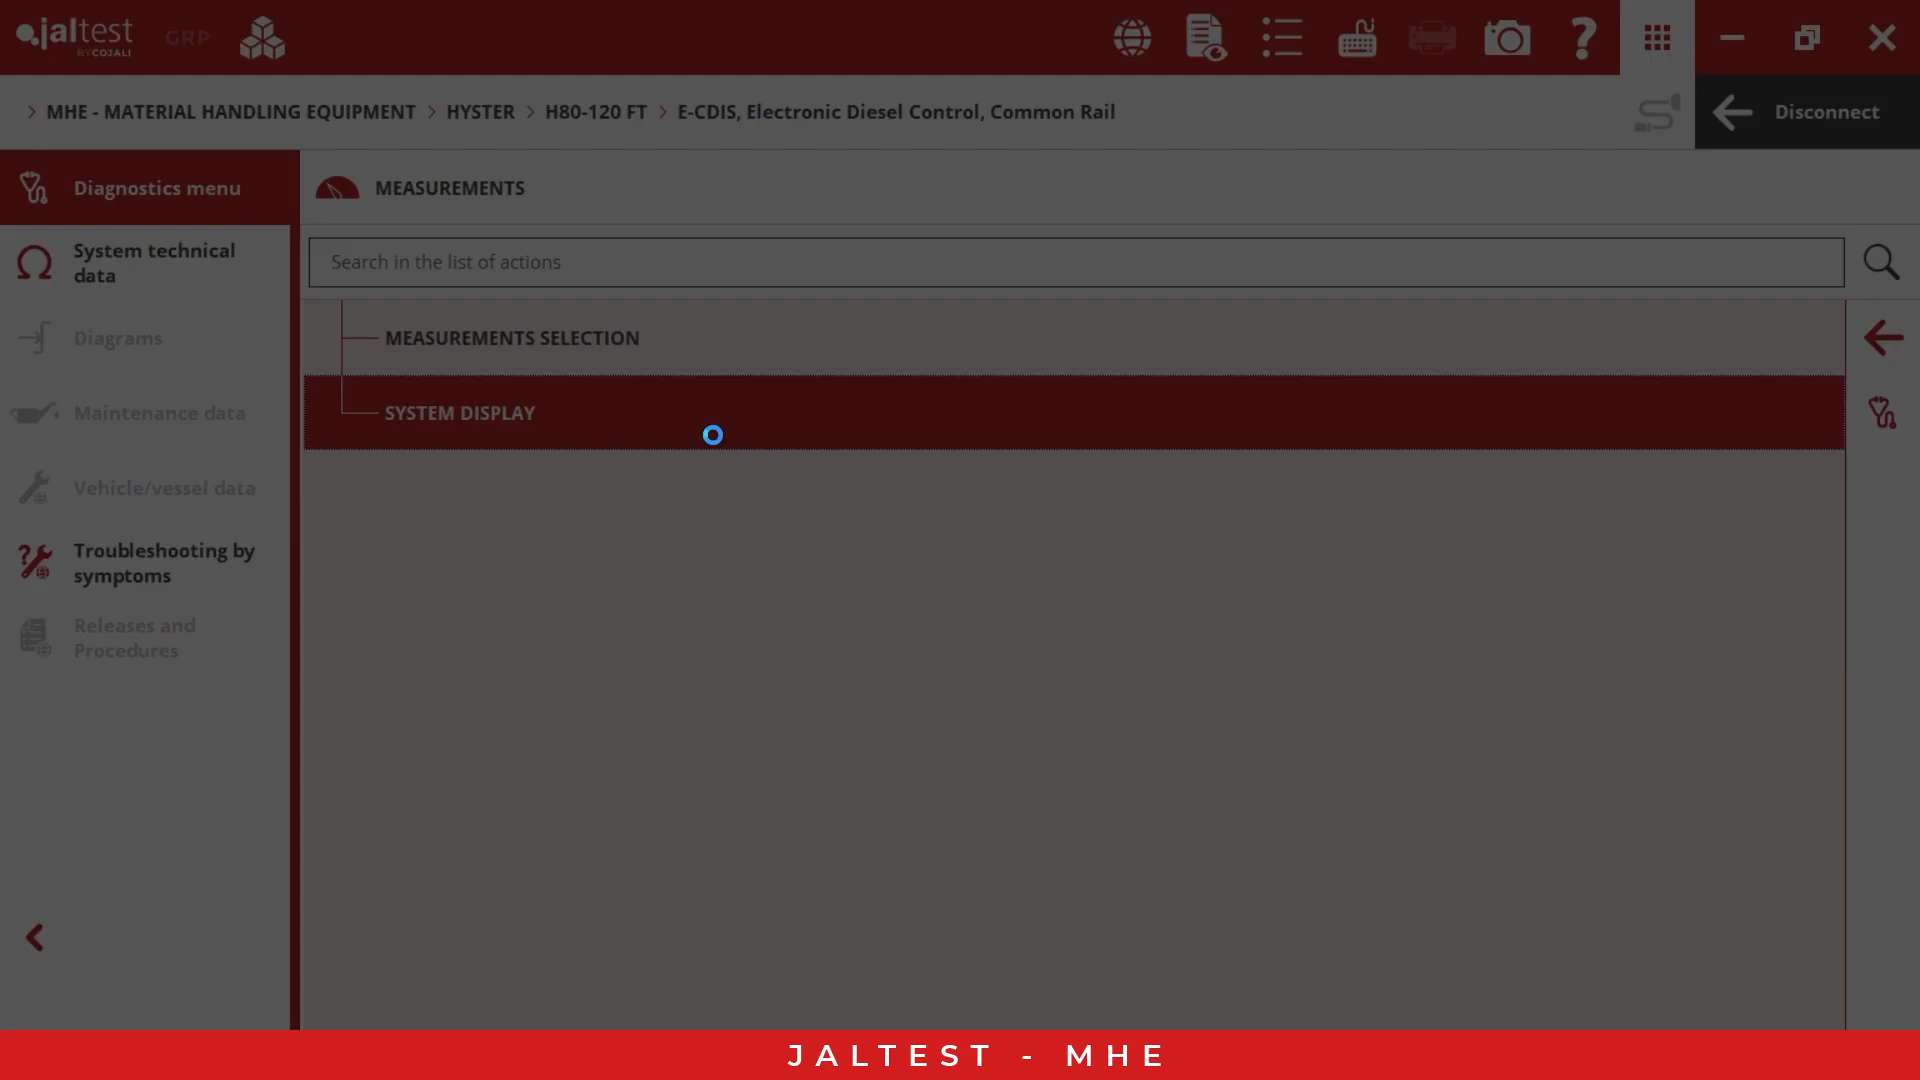 jaltest
BY COJALI
GRP
MHE - MATERIAL HANDLING EQUIPMENT > HYSTER > H80-120 FT > E-CDIS, Electronic Diesel Control, Common Rail
Disconnect
Diagnostics menu
MEASUREMENTS
System technical
data
Search in the list of actions
Diagrams
MEASUREMENTS SELECTION
Maintenance data
SYSTEM DISPLAY
Vehicle/vessel data
Troubleshooting by
symptoms
Releases and
Procedures
JALTEST - MHE